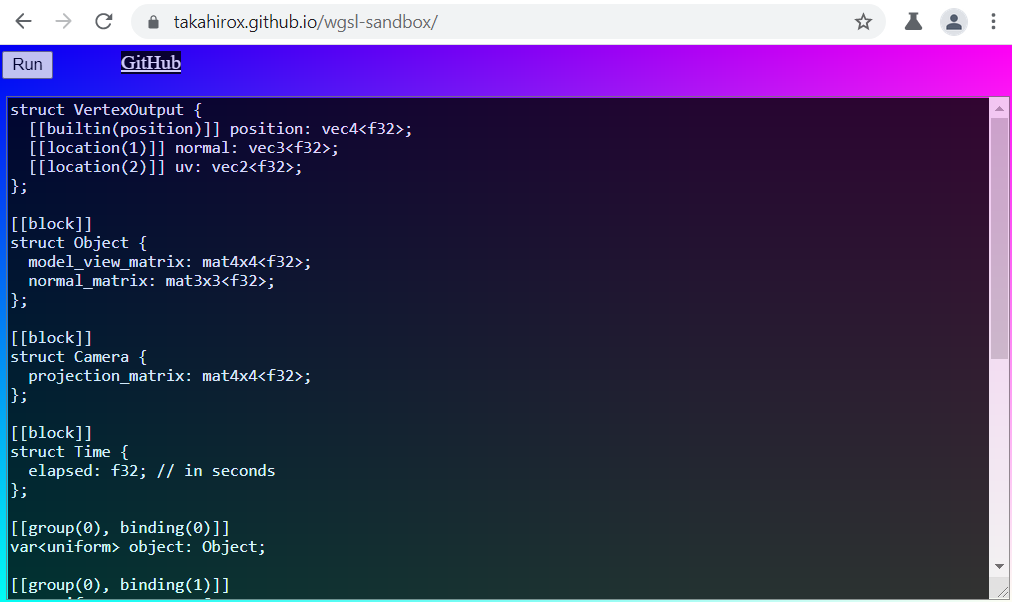 takahirox.github.io/wgsl-sandbox/
Run GitHub
struct VertexOutput {
  [[builtin(position)]] position: vec4<f32>;
  [[location(1)]] normal: vec3<f32>;
  [[location(2)]] uv: vec2<f32>;
};

[[block]]
struct Object {
  model_view_matrix: mat4x4<f32>;
  normal_matrix: mat3x3<f32>;
};

[[block]]
struct Camera {
  projection_matrix: mat4x4<f32>;
};

[[block]]
struct Time {
  elapsed: f32; // in seconds
};

[[group(0), binding(0)]]
var<uniform> object: Object;

[[group(0), binding(1)]]